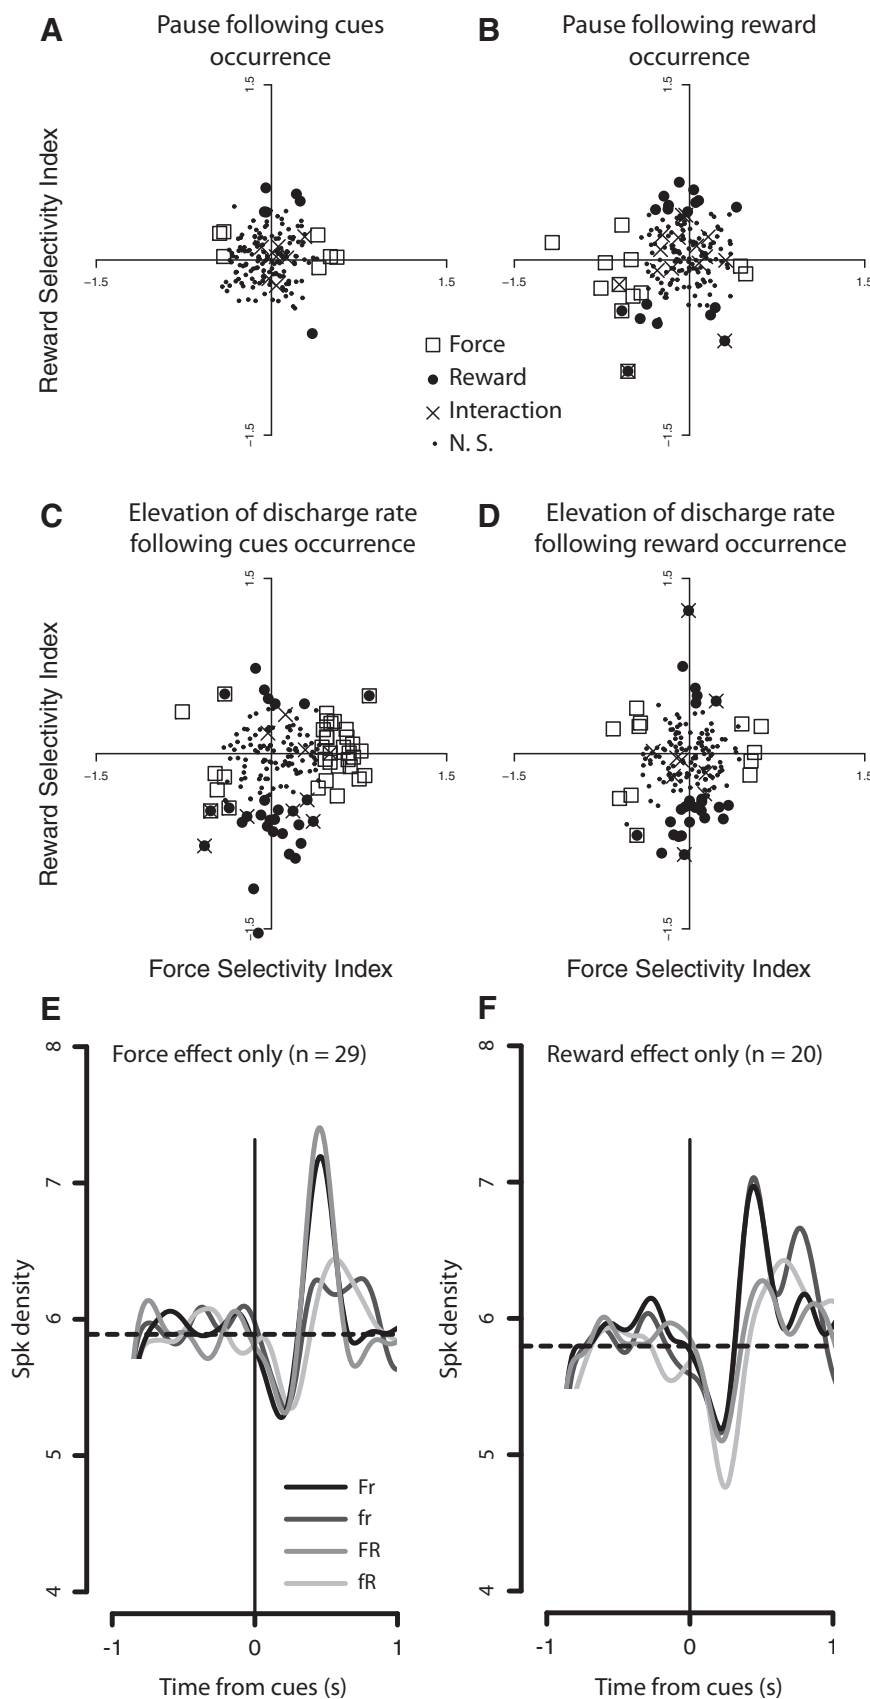 A
Pause following cues
occurrence
B
Pause following reward
occurrence
Reward Selectivity Index
1.5
−1.5
1.5
−1.5
1.5
−1.5
1.5
−1.5
Force
Reward
Interaction
N. S.
C
Elevation of discharge rate
following cues occurrence
D
Elevation of discharge rate
following reward occurrence
Reward Selectivity Index
1.5
−1.5
1.5
−1.5
1.5
−1.5
1.5
−1.5
Force Selectivity Index
Force Selectivity Index
E
Force effect only (n = 29)
Spk density
8
7
6
5
4
Fr
fr
FR
fR
-1
0
1
Time from cues (s)
F
Reward effect only (n = 20)
Spk density
8
7
6
5
4
-1
0
1
Time from cues (s)